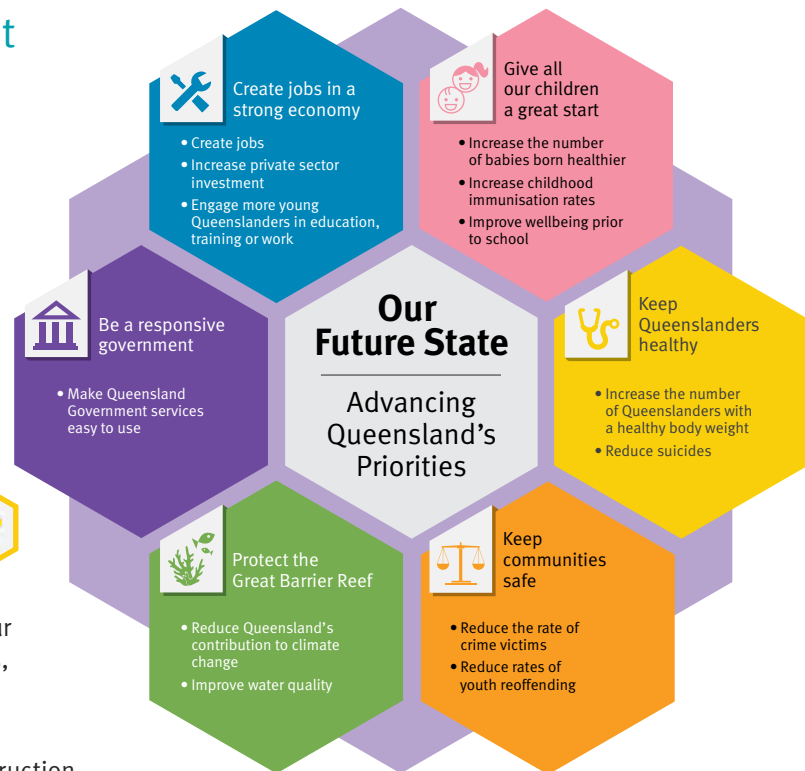 t
Create jobs in a
strong economy
• Create jobs
• Increase private sector
investment
• Engage more young
Queenslanders in education,
training or work
Give all
our children
a great start
• Increase the number
of babies born healthier
• Increase childhood
immunisation rates
• Improve wellbeing prior
to school
Be a responsive
government
• Make Queensland
Government services
easy to use
Our
Future State
Advancing
Queensland's
Priorities
Keep
Queenslanders
healthy
• Increase the number
of Queenslanders with
a healthy body weight
• Reduce suicides
Protect the
Great Barrier Reef
• Reduce Queensland's
contribution to climate
change
• Improve water quality
Keep
communities
safe
• Reduce the rate of
crime victims
• Reduce rates of
youth reoffending